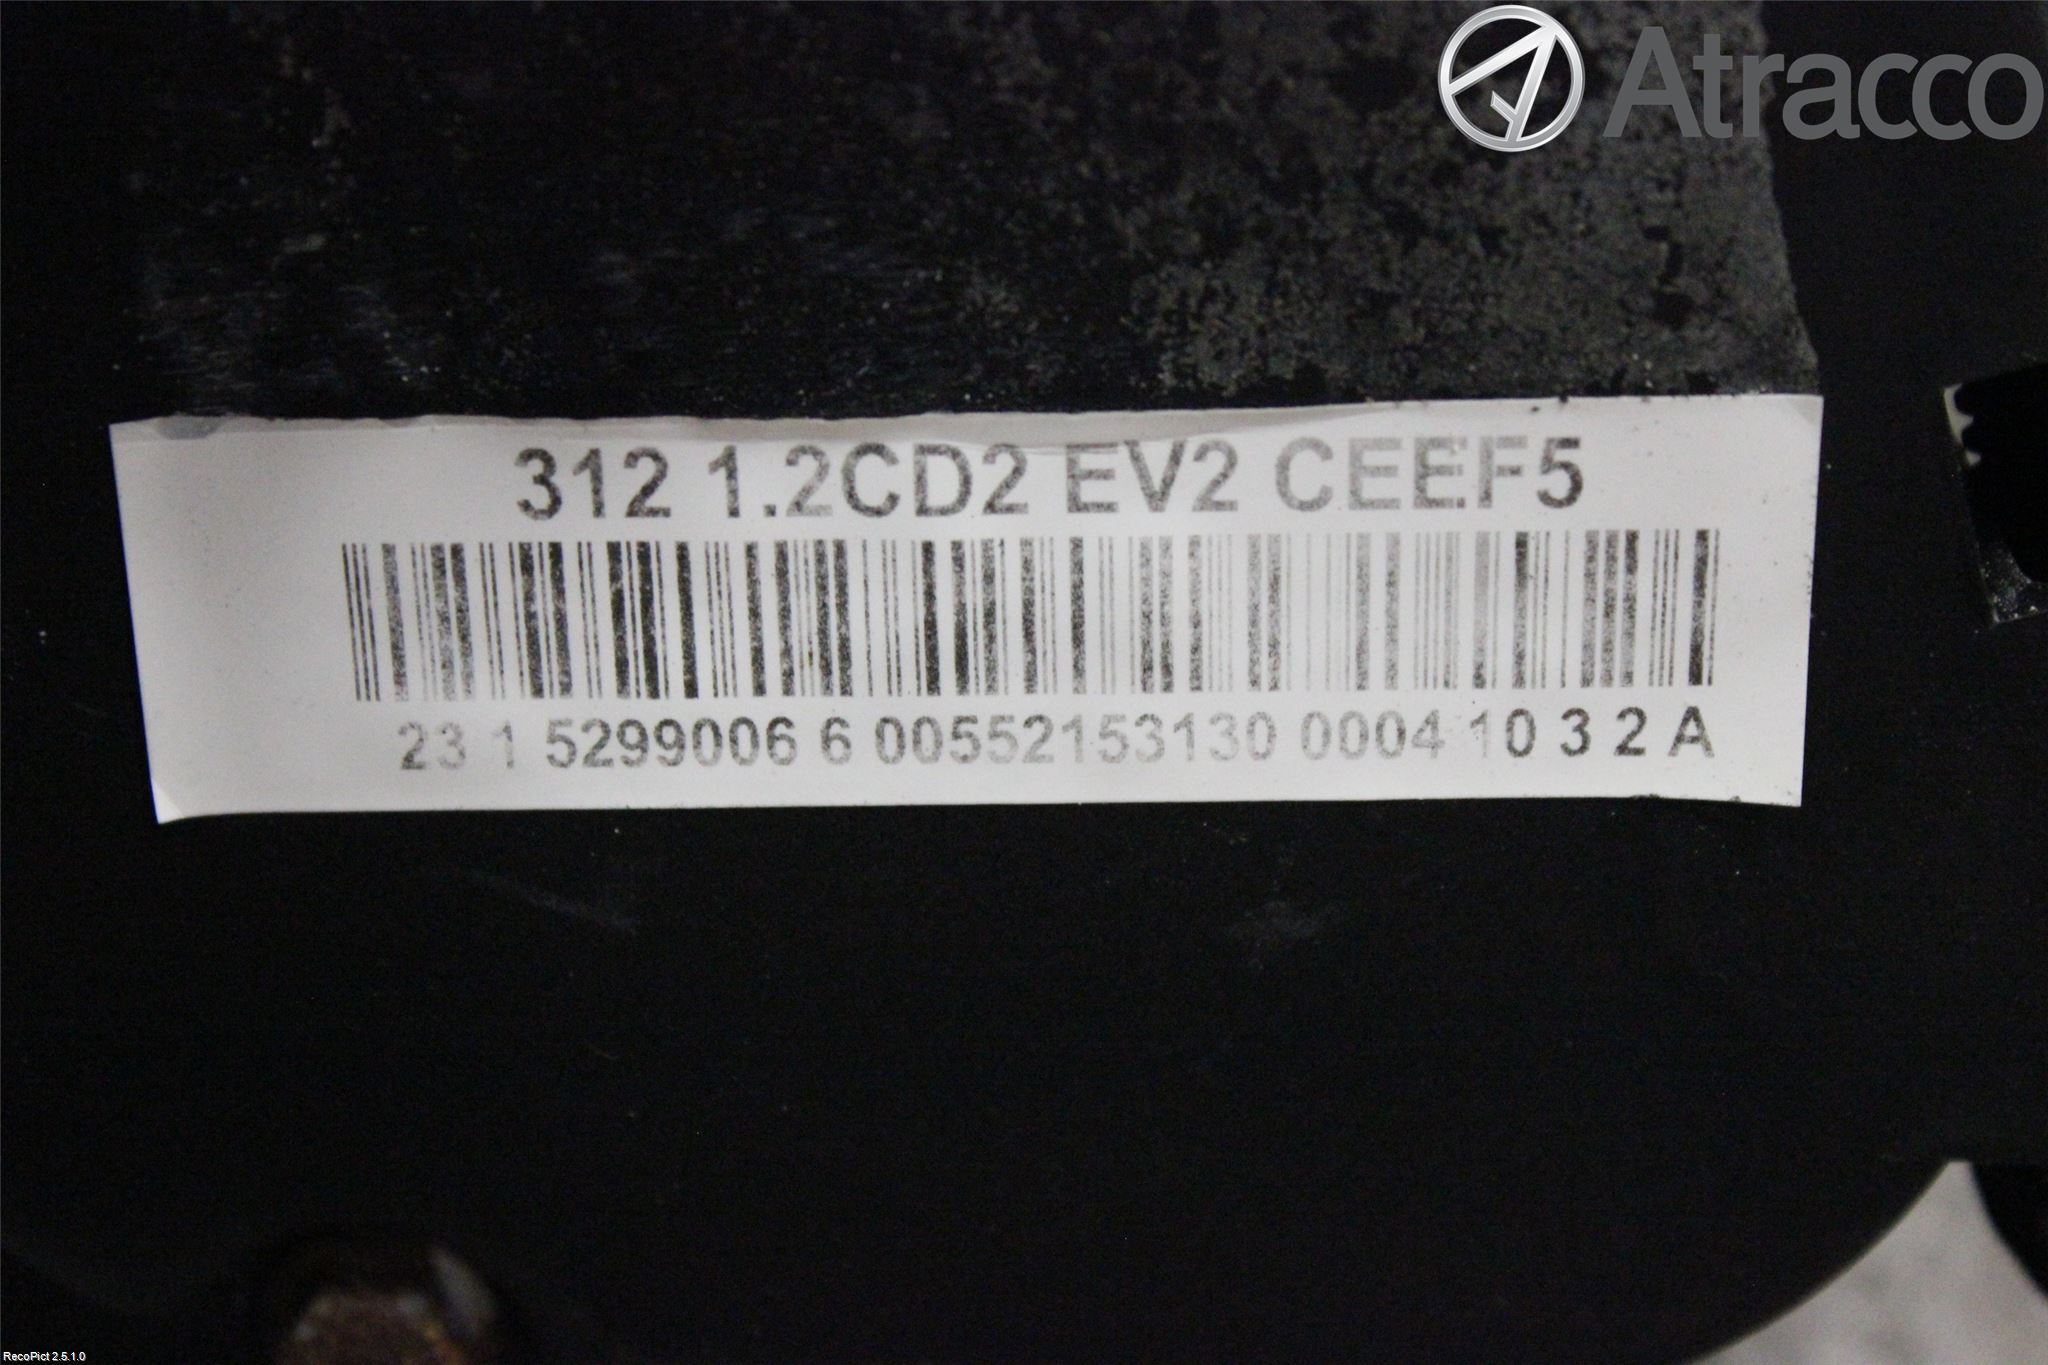 Atracco
312 1.2CD2 EV2 CEEF5
23 1 5299006 6 00552153130 0004 10 3 2 A
RecoPict 2.5.1.0